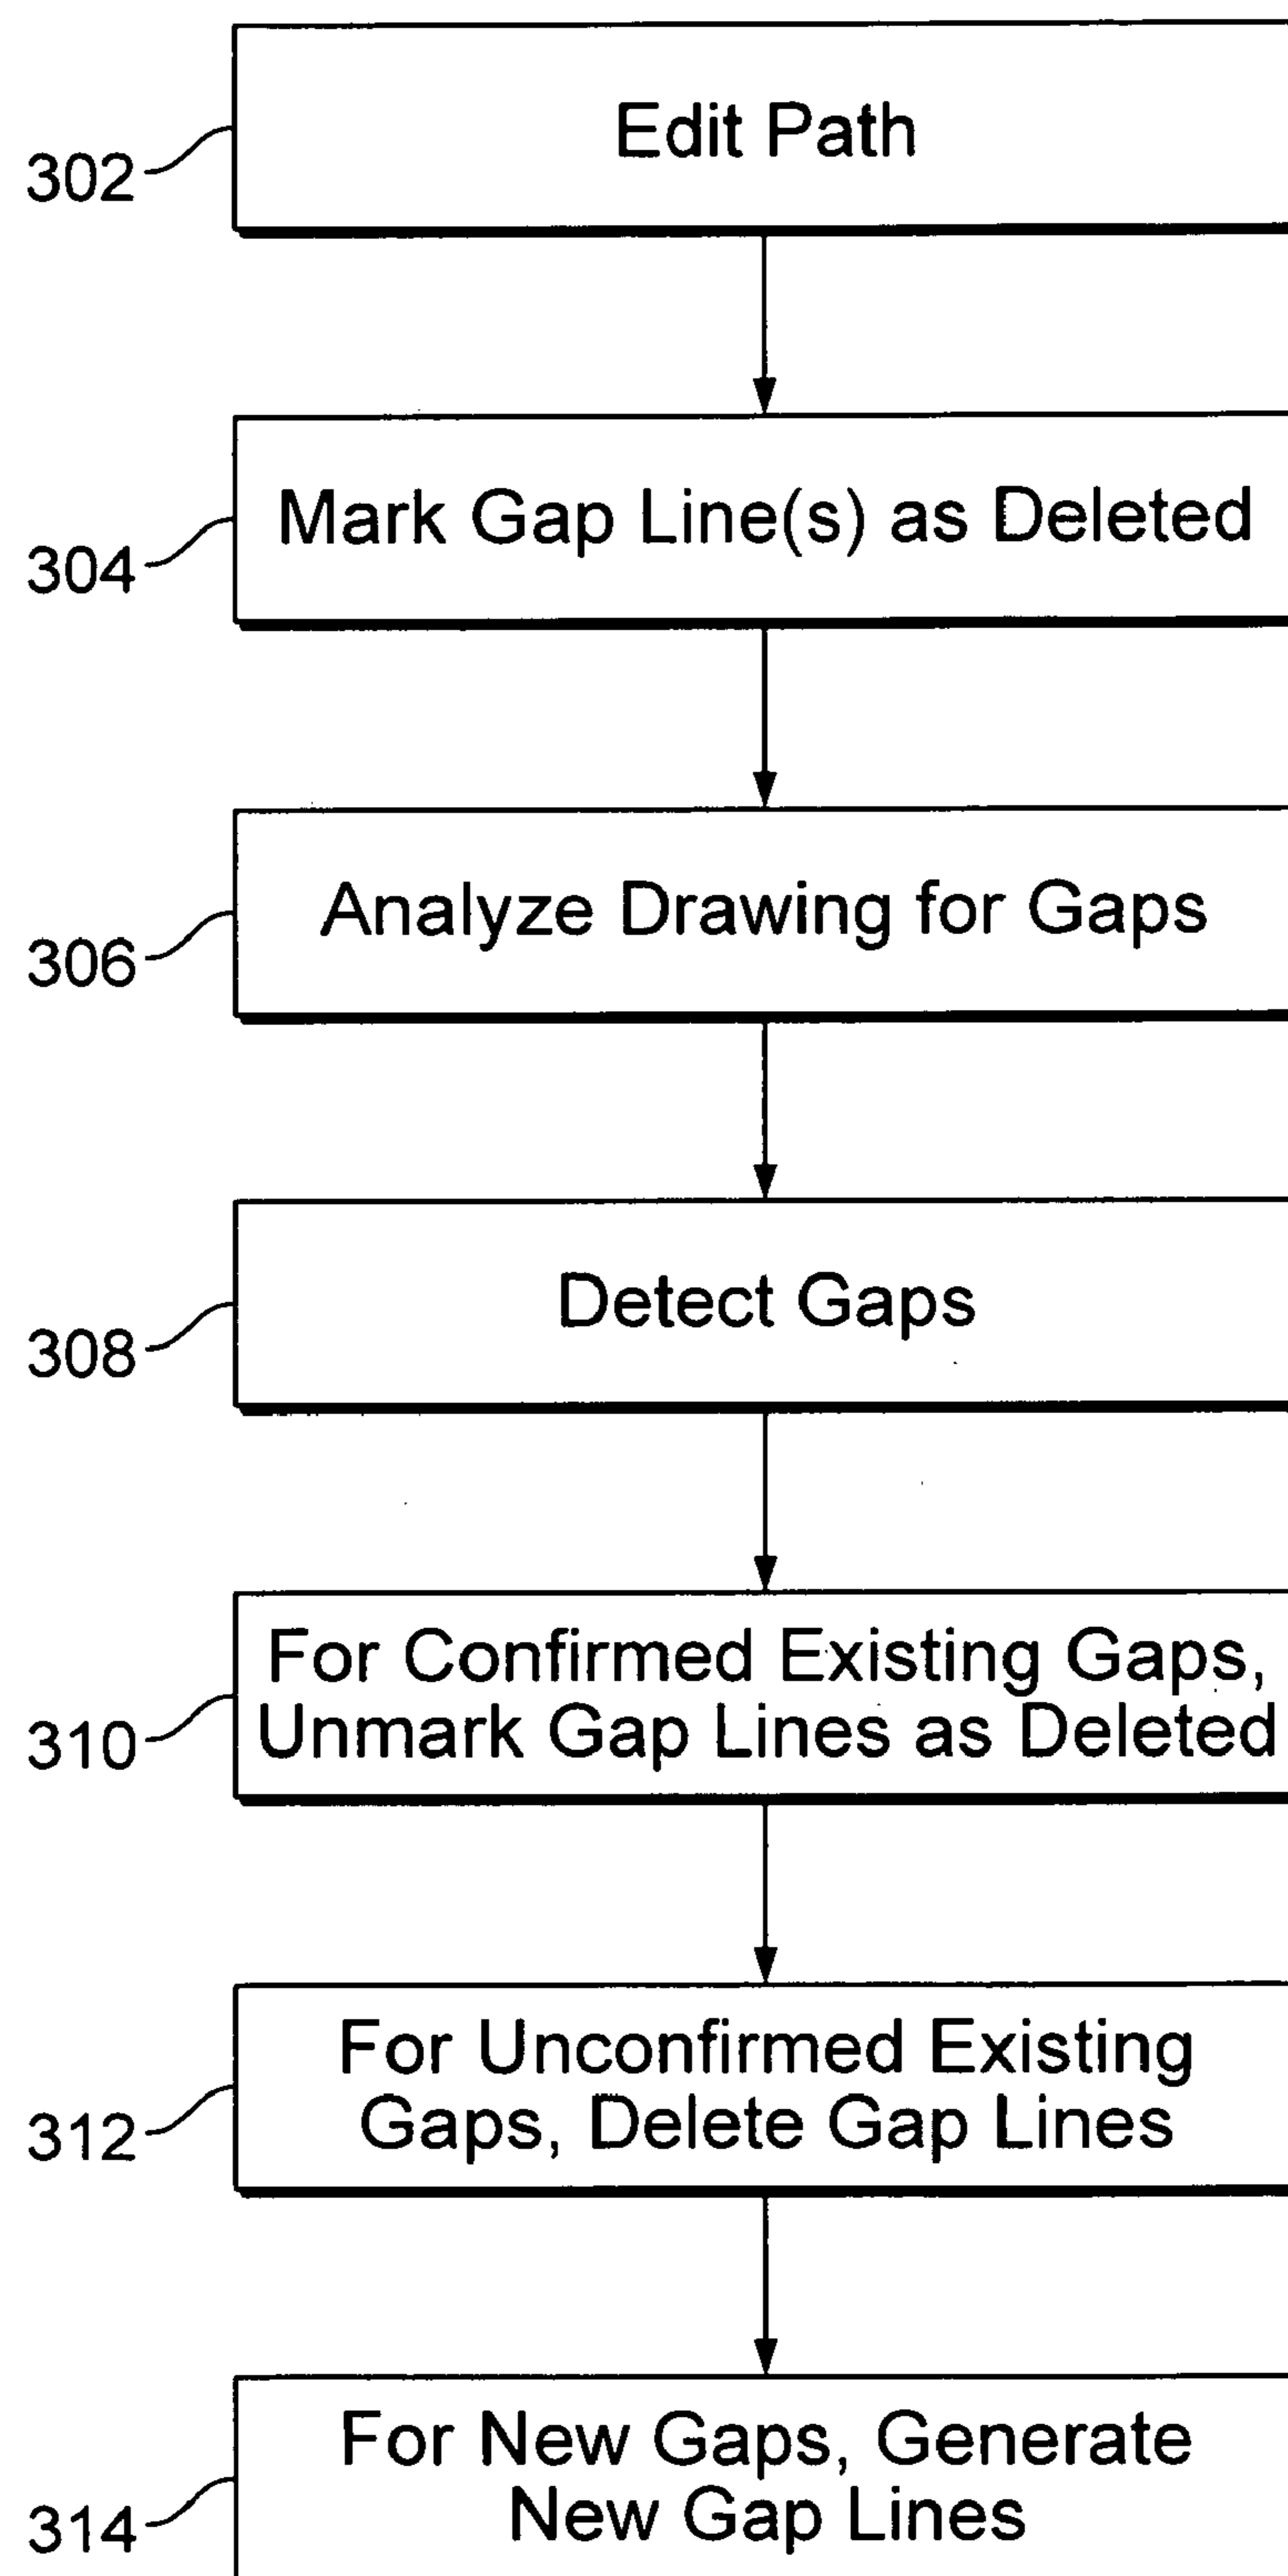 Edit Path
302
Mark Gap Line(s) as Deleted
304
Analyze Drawing for Gaps
306
Detect Gaps
308
For Confirmed Existing Gaps,
Unmark Gap Lines as Deleted
310
For Unconfirmed Existing
Gaps, Delete Gap Lines
312
For New Gaps, Generate
New Gap Lines
314